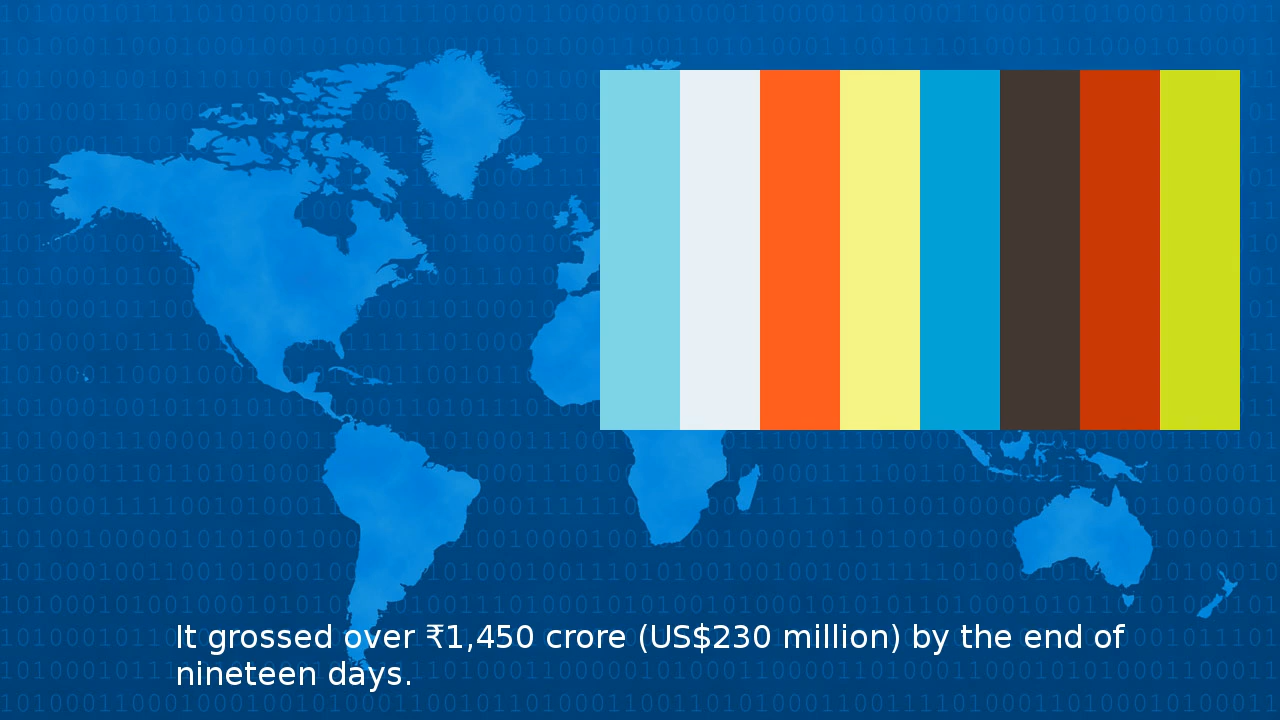 It grossed over ₹1,450 crore (US$230 million) by the end of
nineteen days.